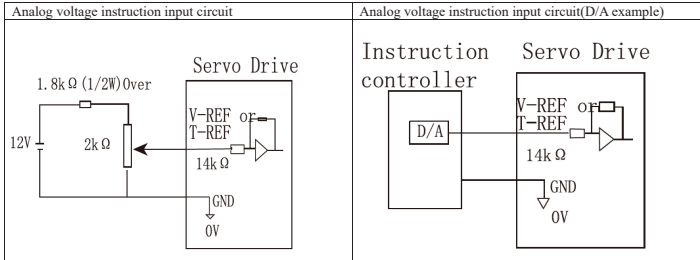 Analog voltage instruction input circuit
Servo Drive
1.8kΩ(1/2W)Over
V-REF or
T-REF
12V
2kΩ
14kΩ
GND
0V
Analog voltage instruction input circuit(D/A example)
Instruction
controller
Servo Drive
V-REF or
T-REF
D/A
14kΩ
GND
0V